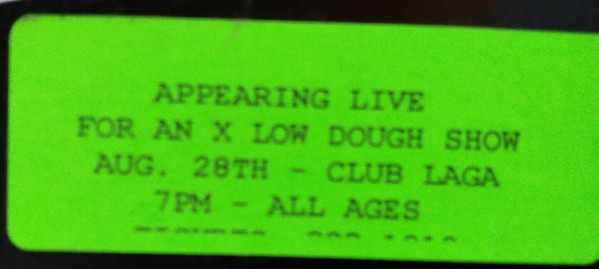 APPEARING LIVE
FOR AN X LOW DOUGH SHOW
AUG. 28TH - CLUB LAGA
7PM - ALL AGES